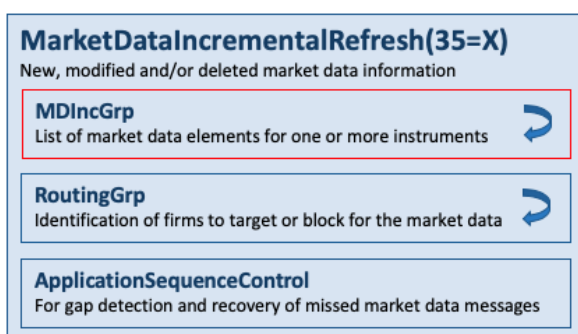 MarketDataIncrementalRefresh(35=X)
New, modified and/or deleted market data information
MDIncGrp
List of market data elements for one or more instruments
RoutingGrp
Identification of firms to target or block for the market data
ApplicationSequenceControl
For gap detection and recovery of missed market data messages